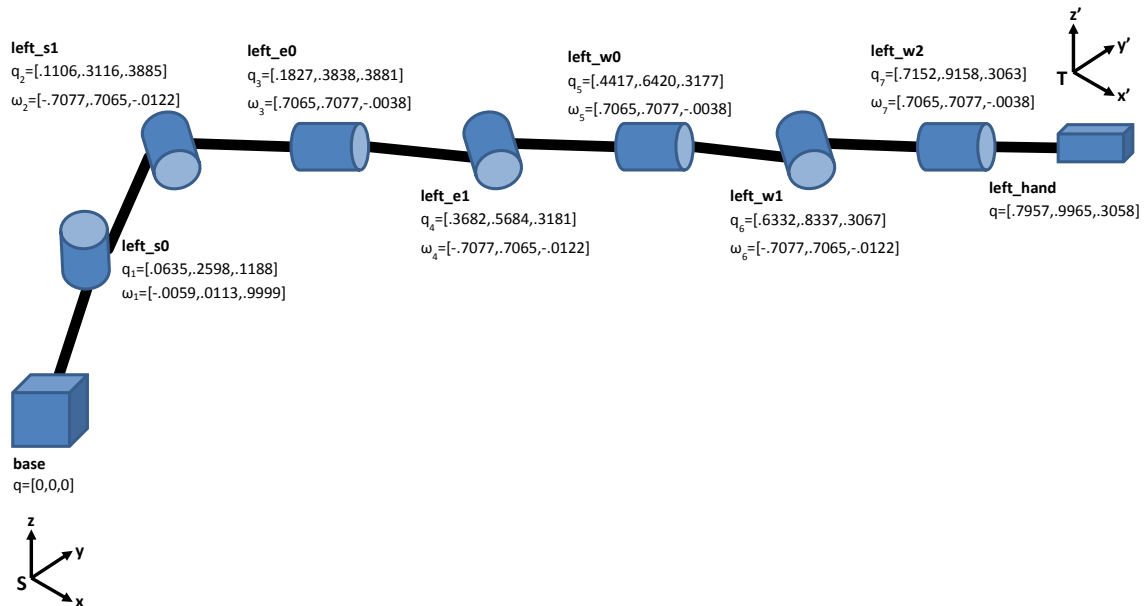 left_s1
q₂=[.1106,.3116,.3885]
ω₂=[-.7077,.7065,-.0122]
left_e0
q₃=[.1827,.3838,.3881]
ω₃=[.7065,.7077,-.0038]
left_w0
q₅=[.4417,.6420,.3177]
ω₅=[.7065,.7077,-.0038]
left_w2
q₇=[.7152,.9158,.3063]
ω₇=[.7065,.7077,-.0038]
z'
y'
T
x'
left_s0
q₁=[.0635,.2598,.1188]
ω₁=[-.0059,.0113,.9999]
left_e1
q₄=[.3682,.5684,.3181]
ω₄=[-.7077,.7065,-.0122]
left_w1
q₆=[.6332,.8337,.3067]
ω₆=[-.7077,.7065,-.0122]
left_hand
q=[.7957,.9965,.3058]
base
q=[0,0,0]
z
y
S
x